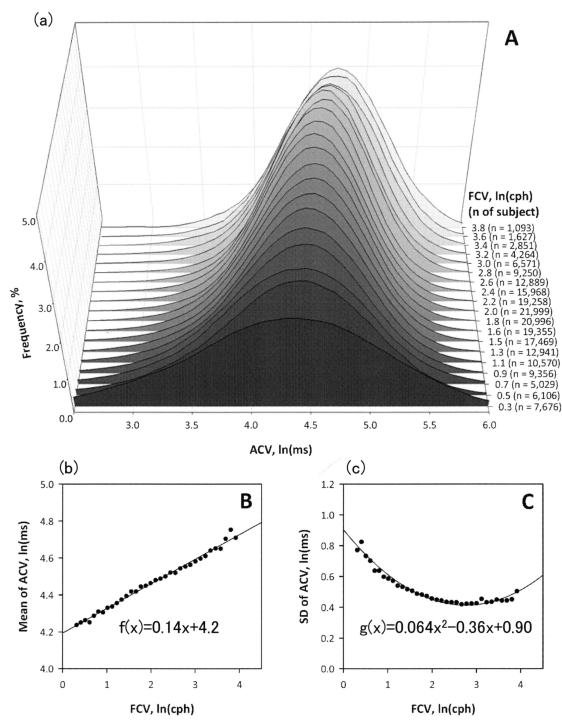 (a)
A
FCV, ln(cph)
(n of subject)
3.8 (n = 1,093)
3.6 (n = 1,627)
3.4 (n = 2,851)
3.2 (n = 4,264)
3.0 (n = 6,571)
2.8 (n = 9,250)
2.6 (n = 12,889)
2.4 (n = 15,968)
2.2 (n = 19,258)
2.0 (n = 21,999)
1.8 (n = 20,996)
1.6 (n = 19,355)
1.5 (n = 17,469)
1.3 (n = 12,941)
1.1 (n = 10,570)
0.9 (n = 9,356)
0.7 (n = 5,029)
0.5 (n = 6,106)
0.3 (n = 7,676)
5.0
4.0
3.0
2.0
1.0
0.0
Frequency, %
3.0 3.5 4.0 4.5 5.0 5.5 6.0
ACV, ln(ms)
(b)
B
5.0
4.8
4.6
4.4
4.2
4.0
Mean of ACV, ln(ms)
f(x)=0.14x+4.2
0 1 2 3 4
FCV, ln(cph)
(c)
C
1.2
1.0
0.8
0.6
0.4
0.2
0.0
SD of ACV, ln(ms)
g(x)=0.064x²−0.36x+0.90
0 1 2 3 4
FCV, ln(cph)